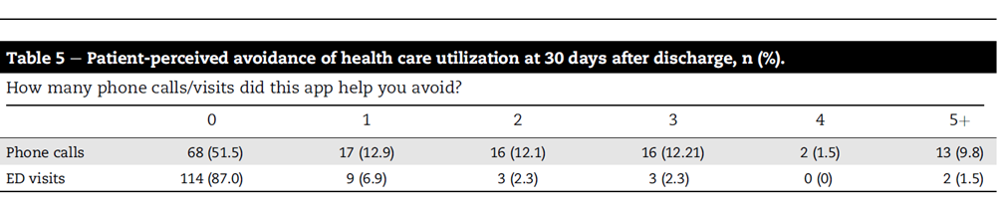 Table 5 – Patient-perceived avoidance of health care utilization at 30 days after discharge, n (%).
How many phone calls/visits did this app help you avoid?
0 1 2 3 4 5+
Phone calls 68 (51.5) 17 (12.9) 16 (12.1) 16 (12.21) 2 (1.5) 13 (9.8)
ED visits 114 (87.0) 9 (6.9) 3 (2.3) 3 (2.3) 0 (0) 2 (1.5)